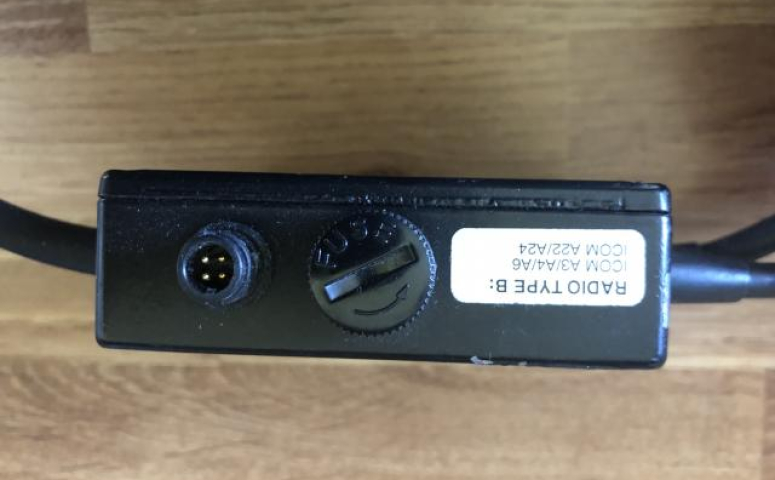 FUSE
RADIO TYPE B:
ICOM A3/A4/A6
ICOM A22/A24